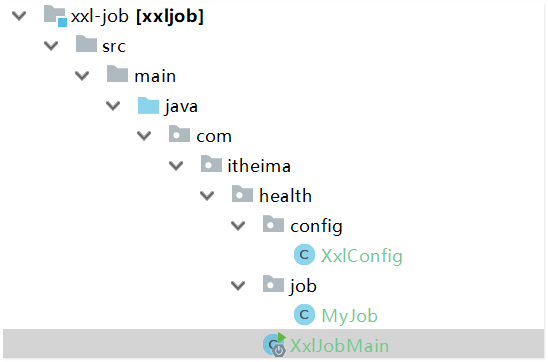 xxl-job [xxljob]
src
main
java
com
itheima
health
config
C XxlConfig
job
C MyJob
C XxlJobMain